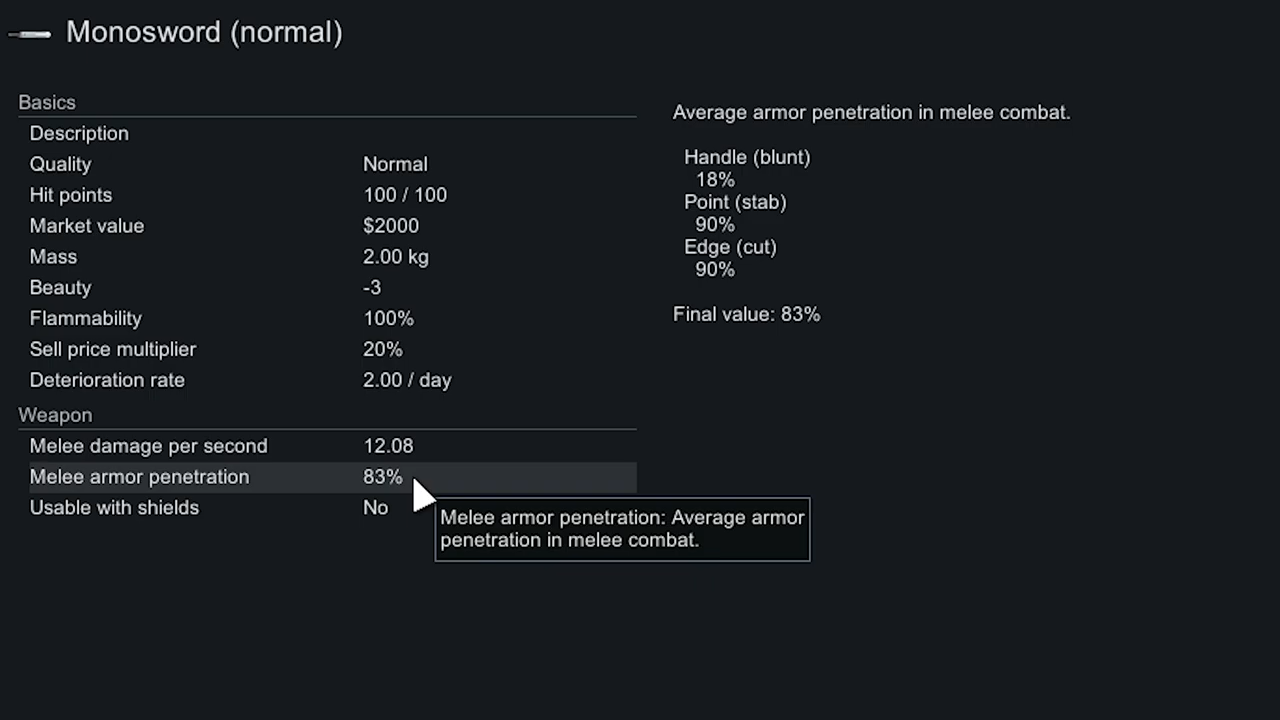 Monosword (normal)
Basics
Description
Quality Normal
Hit points 100 / 100
Market value $2000
Mass 2.00 kg
Beauty -3
Flammability 100%
Sell price multiplier 20%
Deterioration rate 2.00 / day
Weapon
Melee damage per second 12.08
Melee armor penetration 83%
Usable with shields No
Melee armor penetration: Average armor
penetration in melee combat.
Average armor penetration in melee combat.
Handle (blunt)
18%
Point (stab)
90%
Edge (cut)
90%
Final value: 83%